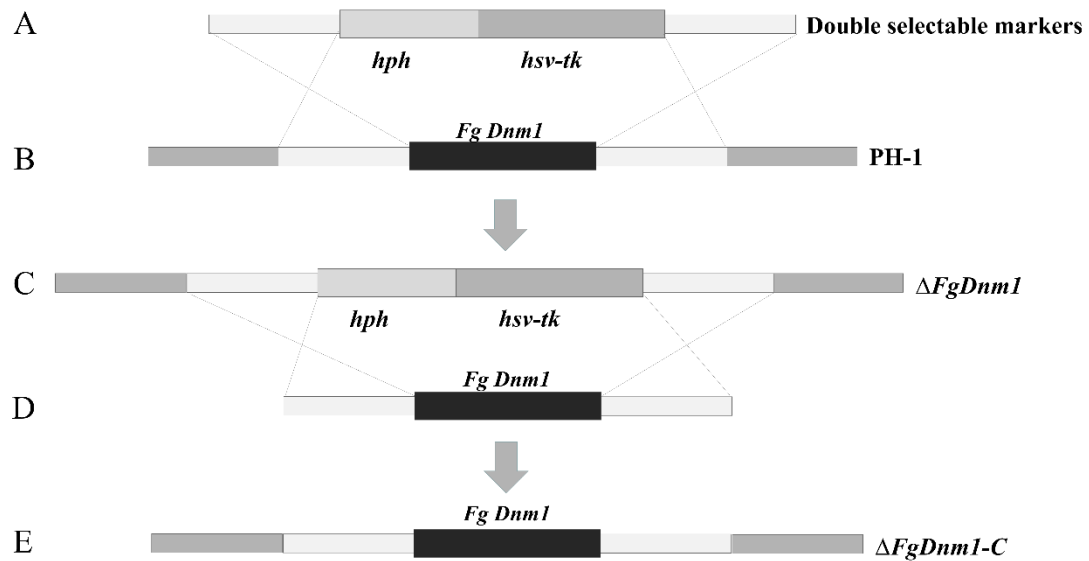 A
Double selectable markers
hph hsv-tk
Fg Dnm1
B
PH-1
C
ΔFgDnm1
hph hsv-tk
Fg Dnm1
D
Fg Dnm1
E
ΔFgDnm1-C